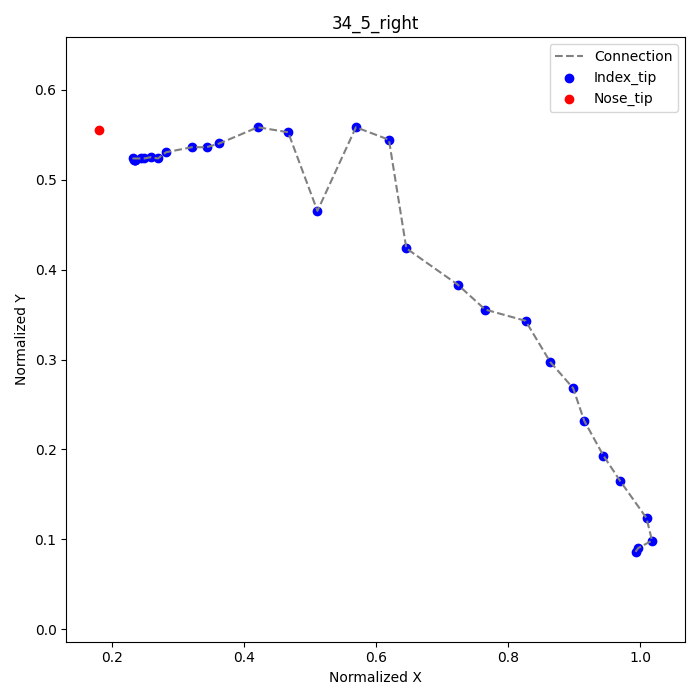 34_5_right
Connection
Index_tip
Nose_tip
Normalized Y
0.6
0.5
0.4
0.3
0.2
0.1
0.0
0.2 0.4 0.6 0.8 1.0
Normalized X